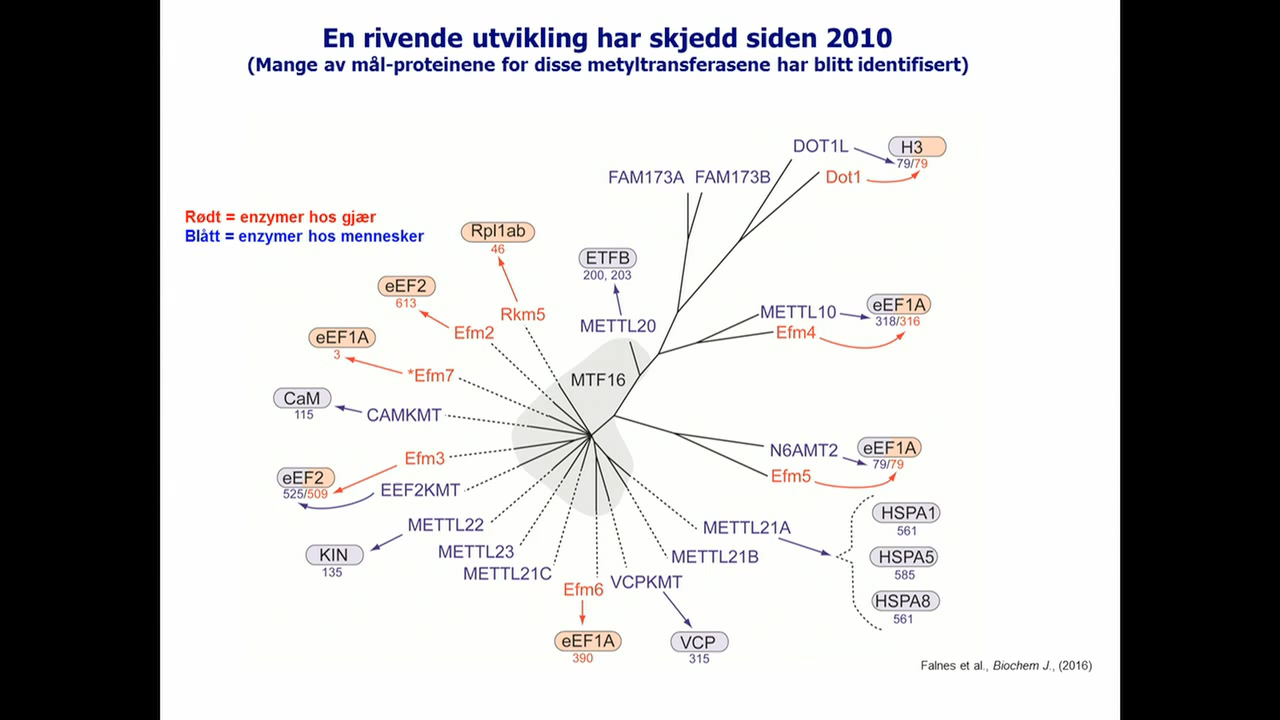 En rivende utvikling har skjedd siden 2010
(Mange av mål-proteinene for disse metyltransferasene har blitt identifisert)
DOT1L
H3
79/79
FAM173A
FAM173B
Dot1
Rødt = enzymer hos gjær
Blått = enzymer hos mennesker
Rpl1ab
46
ETFB
200, 203
eEF2
613
Rkm5
METTL20
METTL10
eEF1A
318/316
Efm4
Efm2
eEF1A
3
*Efm7
MTF16
CaM
115
CAMKMT
N6AMT2
eEF1A
79/79
Efm3
Efm5
eEF2
525/509
EEF2KMT
HSPA1
561
METTL22
METTL21A
KIN
135
METTL23
METTL21B
HSPA5
585
METTL21C
VCPKMT
Efm6
HSPA8
561
eEF1A
390
VCP
315
Falnes et al., Biochem J., (2016)